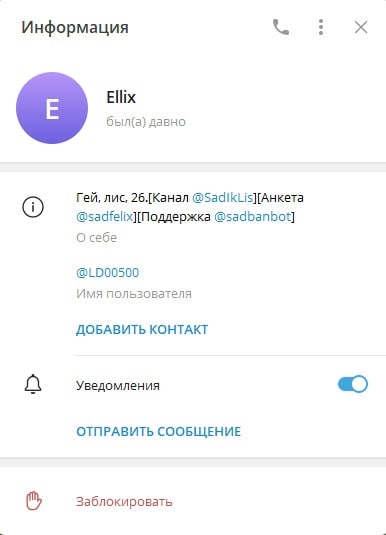 Информация
E
Ellix
был(а) давно
Гей, лис, 26.[Канал @SadIkLis][Анкета
@sadfelix][Поддержка @sadbanbot]
О себе
@LD00500
Имя пользователя
ДОБАВИТЬ КОНТАКТ
Уведомления
ОТПРАВИТЬ СООБЩЕНИЕ
Заблокировать